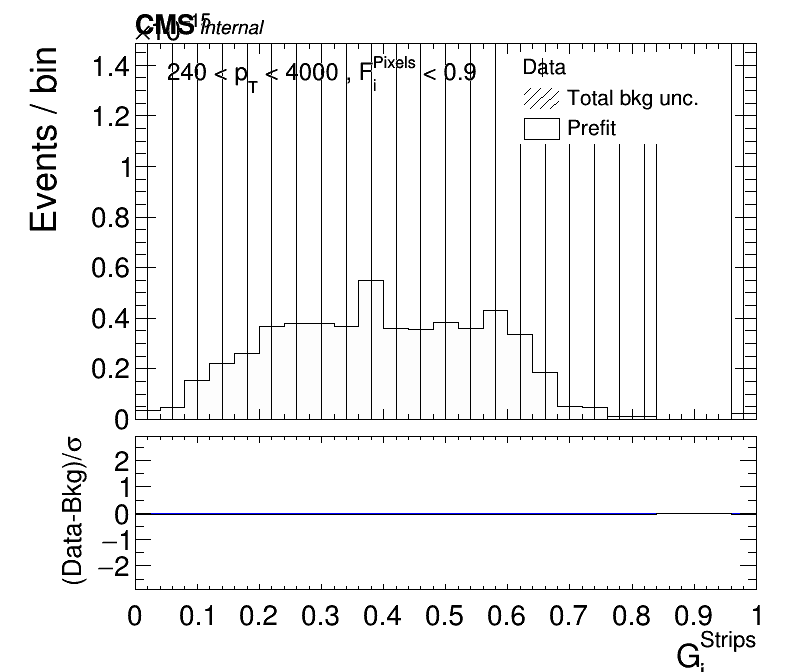 CMS Internal
×10^15
240 < p_T < 4000 , F_i^Pixels < 0.9
Data
Total bkg unc.
Prefit
Events / bin
1.4
1.2
1
0.8
0.6
0.4
0.2
0
(Data-Bkg)/σ
2
1
0
−1
−2
0 0.1 0.2 0.3 0.4 0.5 0.6 0.7 0.8 0.9 1
G_i^Strips